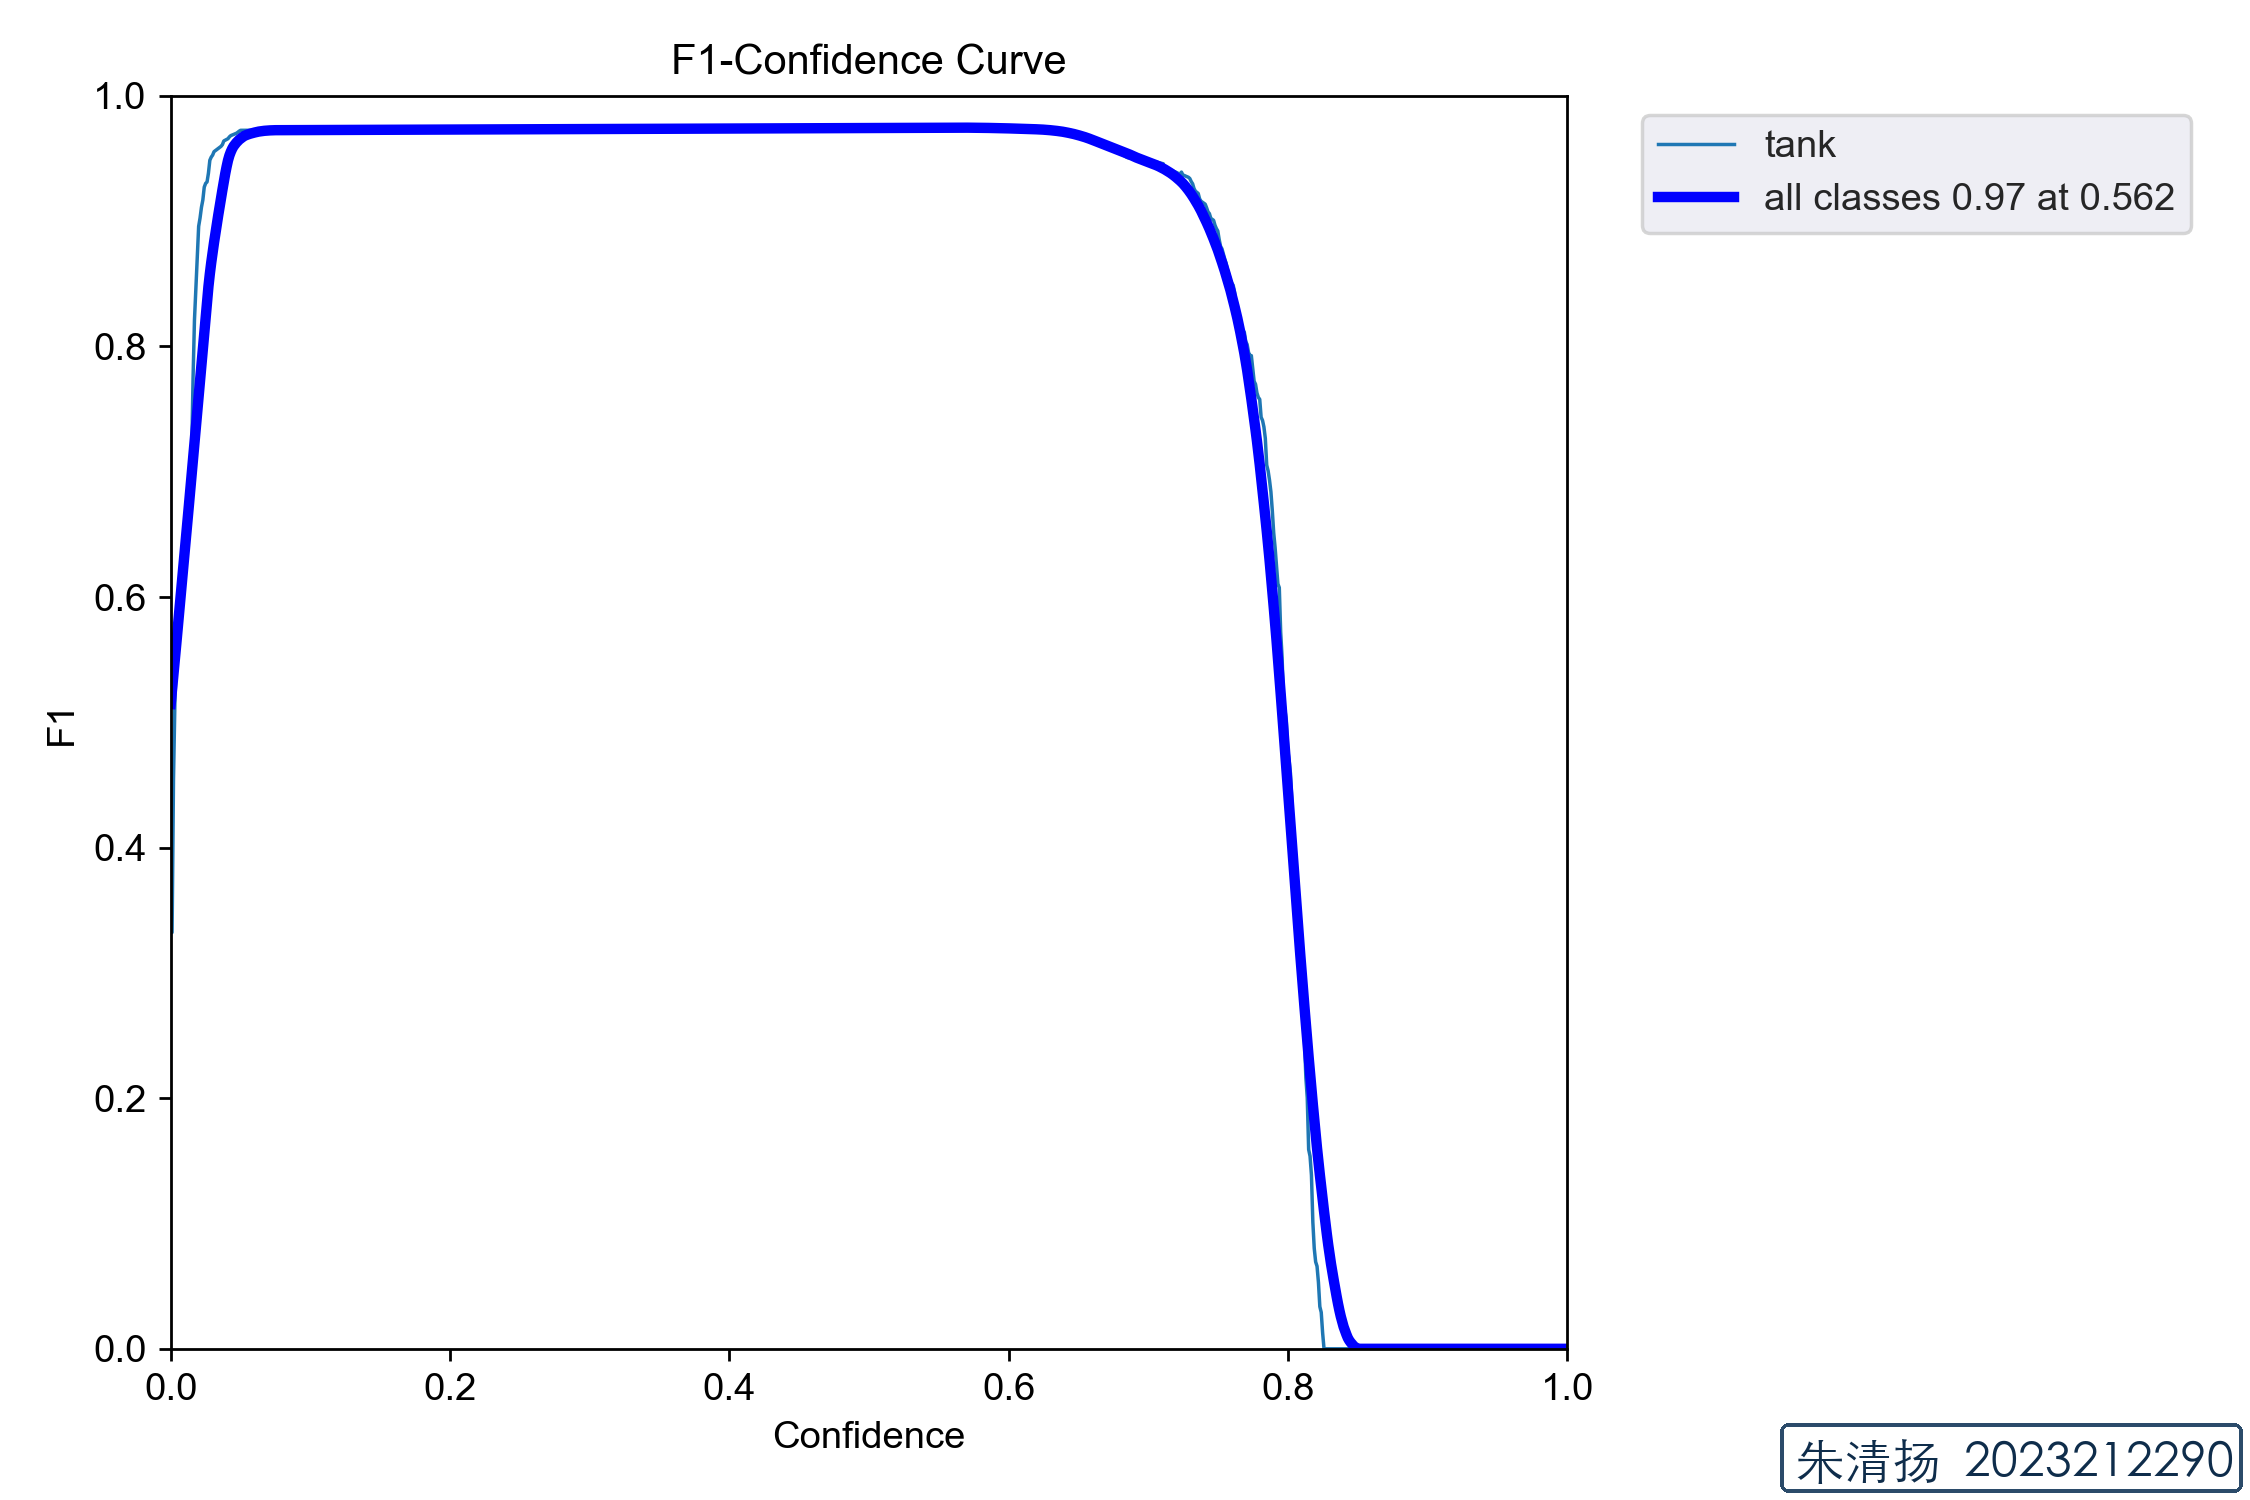 F1-Confidence Curve
1.0
0.8
0.6
0.4
0.2
0.0
F1
0.0 0.2 0.4 0.6 0.8 1.0
Confidence
tank
all classes 0.97 at 0.562
朱清扬 2023212290